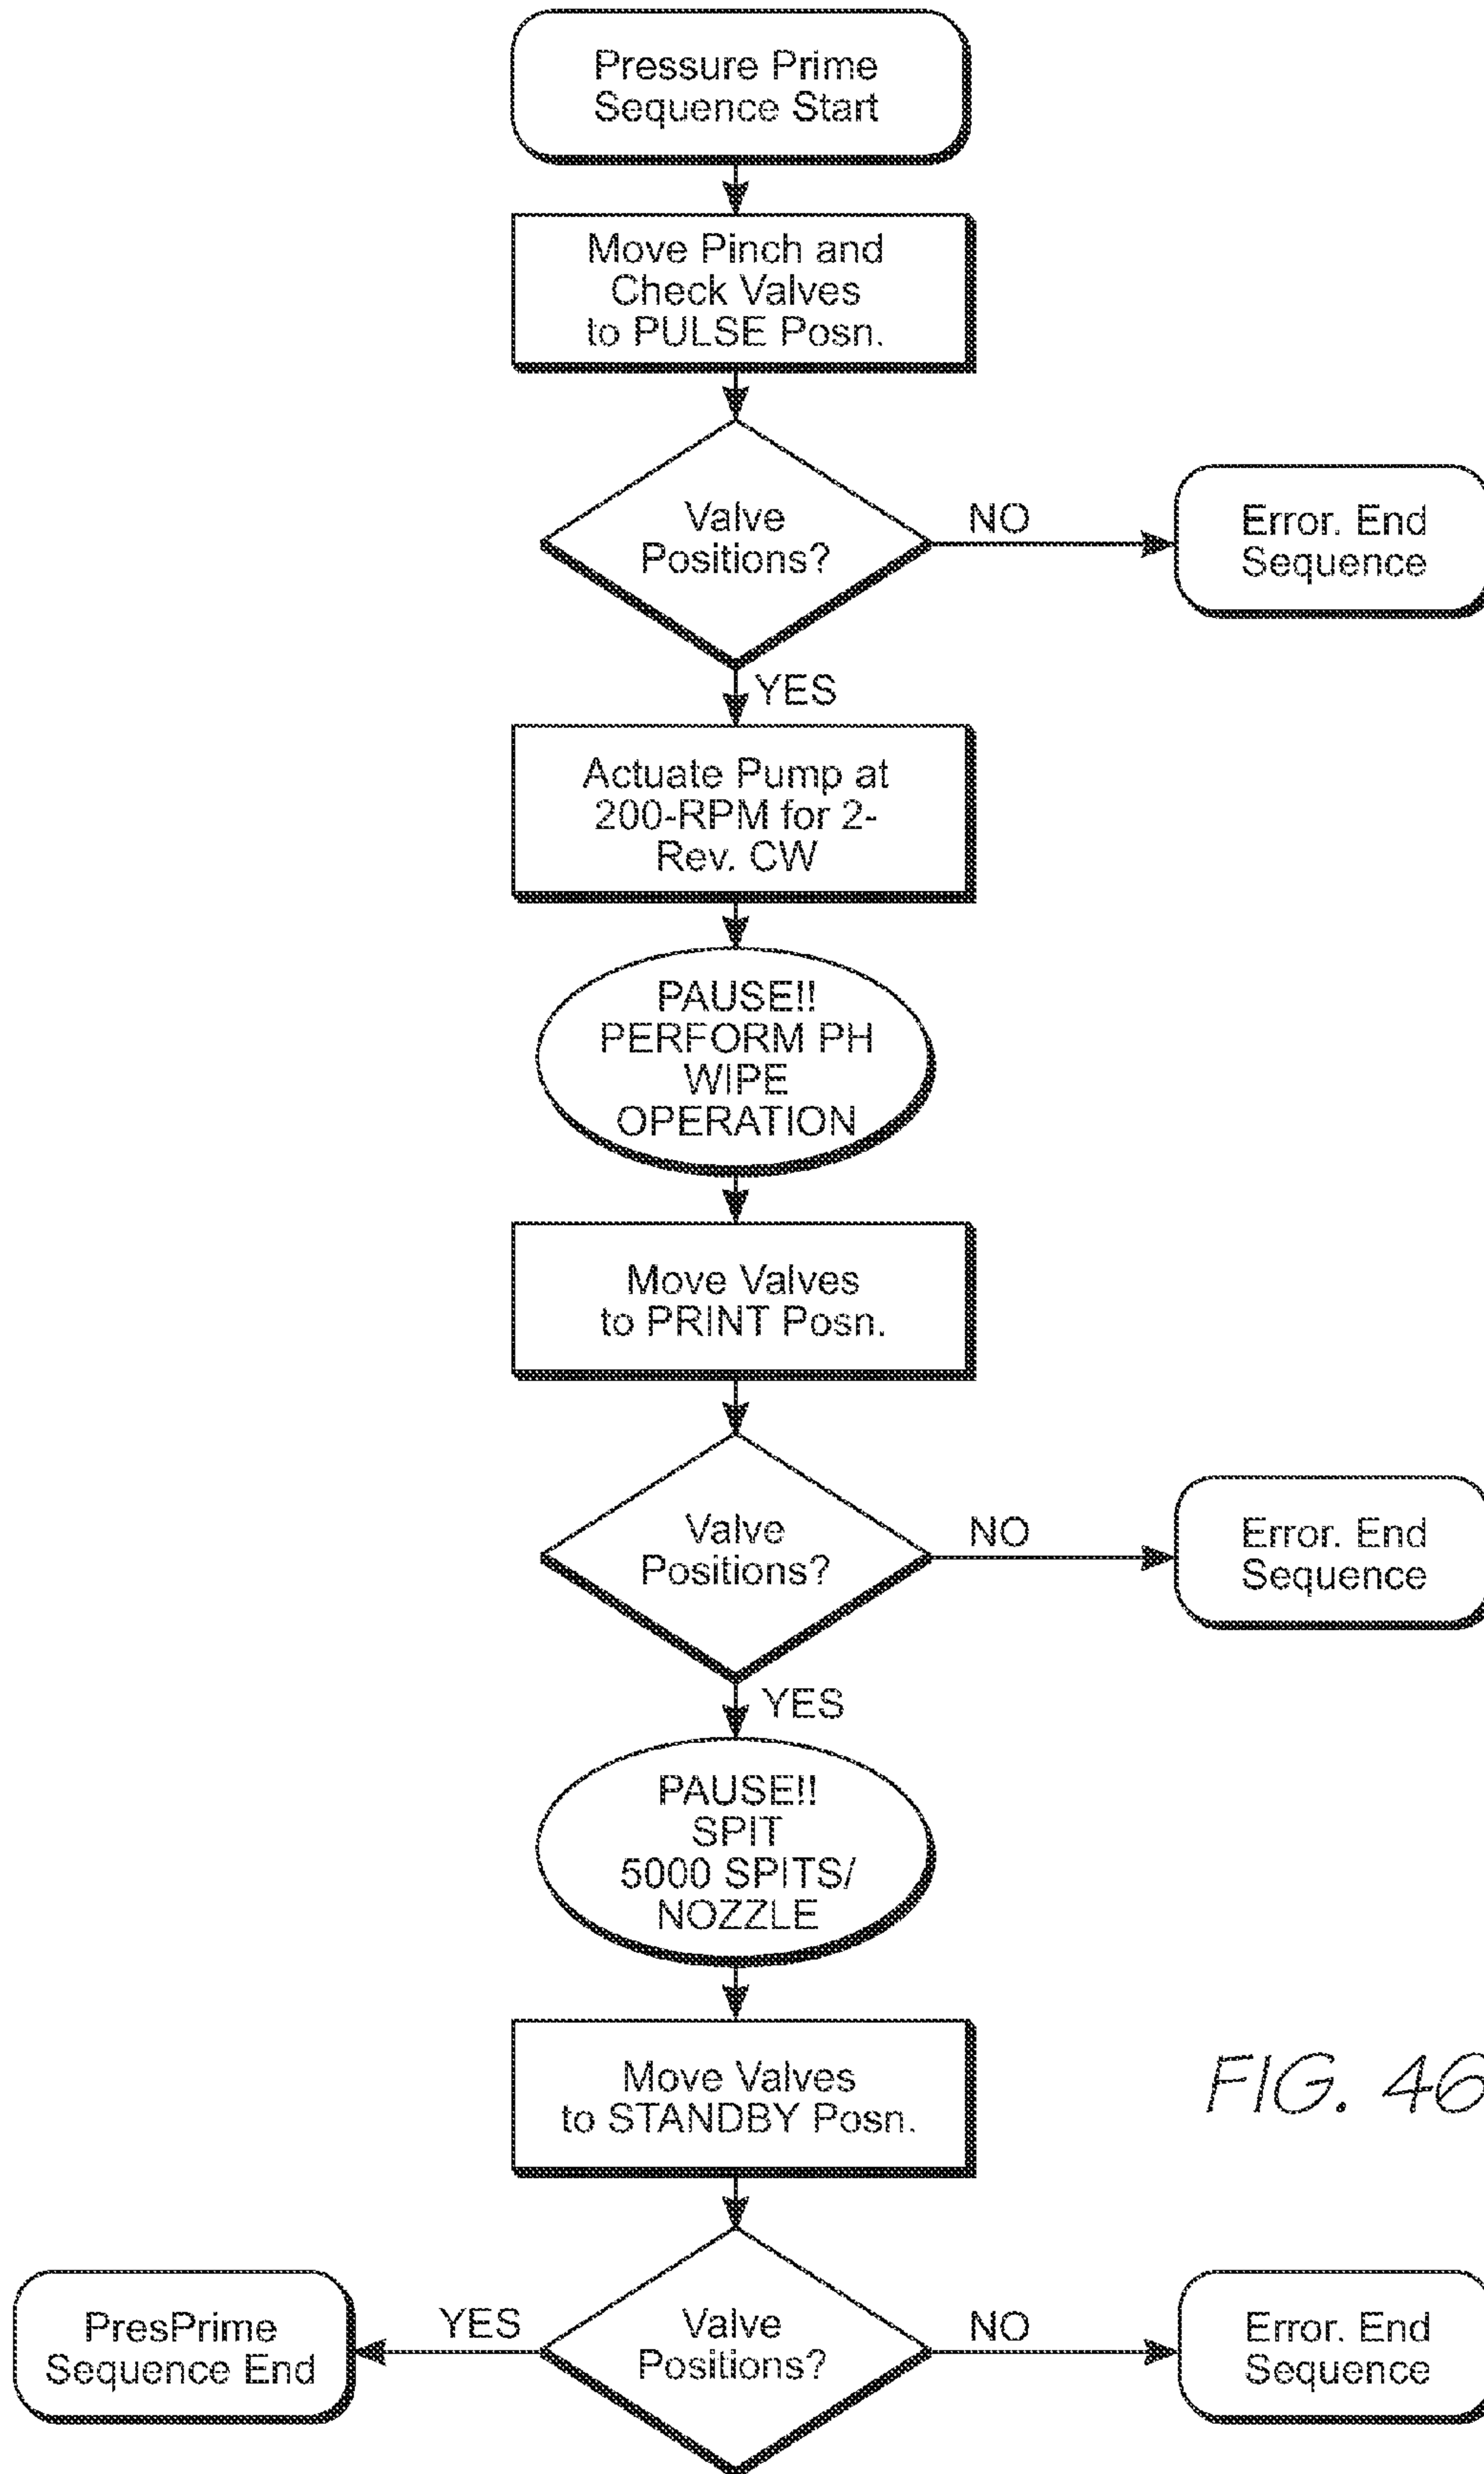 Pressure Prime
Sequence Start
Move Pinch and
Check Valves
to PULSE Posn.
Valve
Positions?
NO
Error. End
Sequence
YES
Actuate Pump at
200-RPM for 2-
Rev. CW
PAUSE!!
PERFORM PH
WIPE
OPERATION
Move Valves
to PRINT Posn.
Valve
Positions?
NO
Error. End
Sequence
YES
PAUSE!!
SPIT
5000 SPITS/
NOZZLE
Move Valves
to STANDBY Posn.
FIG. 46
Valve
Positions?
YES
PresPrime
Sequence End
NO
Error. End
Sequence